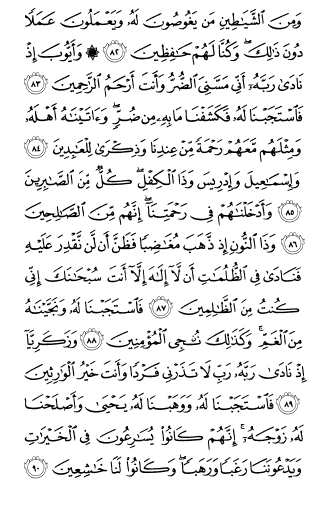 وَمِنَ ٱلشَّيَٰطِينِ مَن يَغُوصُونَ لَهُۥ وَيَعْمَلُونَ عَمَلًا
دُونَ ذَٰلِكَ ۖ وَكُنَّا لَهُمْ حَٰفِظِينَ ﴿٨٢﴾ ۞ وَأَيُّوبَ إِذْ
نَادَىٰ رَبَّهُۥٓ أَنِّى مَسَّنِىَ ٱلضُّرُّ وَأَنتَ أَرْحَمُ ٱلرَّٰحِمِينَ ﴿٨٣﴾
فَٱسْتَجَبْنَا لَهُۥ فَكَشَفْنَا مَا بِهِۦ مِن ضُرٍّ ۖ وَءَاتَيْنَٰهُ أَهْلَهُۥ
وَمِثْلَهُم مَّعَهُمْ رَحْمَةً مِّنْ عِندِنَا وَذِكْرَىٰ لِلْعَٰبِدِينَ ﴿٨٤﴾
وَإِسْمَٰعِيلَ وَإِدْرِيسَ وَذَا ٱلْكِفْلِ ۖ كُلٌّ مِّنَ ٱلصَّٰبِرِينَ
﴿٨٥﴾ وَأَدْخَلْنَٰهُمْ فِى رَحْمَتِنَآ ۖ إِنَّهُم مِّنَ ٱلصَّٰلِحِينَ
﴿٨٦﴾ وَذَا ٱلنُّونِ إِذ ذَّهَبَ مُغَٰضِبًا فَظَنَّ أَن لَّن نَّقْدِرَ عَلَيْهِ
فَنَادَىٰ فِى ٱلظُّلُمَٰتِ أَن لَّآ إِلَٰهَ إِلَّآ أَنتَ سُبْحَٰنَكَ إِنِّى
كُنتُ مِنَ ٱلظَّٰلِمِينَ ﴿٨٧﴾ فَٱسْتَجَبْنَا لَهُۥ وَنَجَّيْنَٰهُ
مِنَ ٱلْغَمِّ ۚ وَكَذَٰلِكَ نُۨجِى ٱلْمُؤْمِنِينَ ﴿٨٨﴾ وَزَكَرِيَّآ
إِذْ نَادَىٰ رَبَّهُۥ رَبِّ لَا تَذَرْنِى فَرْدًا وَأَنتَ خَيْرُ ٱلْوَٰرِثِينَ
﴿٨٩﴾ فَٱسْتَجَبْنَا لَهُۥ وَوَهَبْنَا لَهُۥ يَحْيَىٰ وَأَصْلَحْنَا
لَهُۥ زَوْجَهُۥٓ ۚ إِنَّهُمْ كَانُوا۟ يُسَٰرِعُونَ فِى ٱلْخَيْرَٰتِ
وَيَدْعُونَنَا رَغَبًا وَرَهَبًا ۖ وَكَانُوا۟ لَنَا خَٰشِعِينَ ﴿٩٠﴾